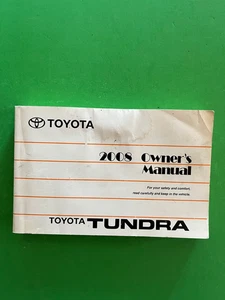 TOYOTA
2008 Owner's
Manual
For your safety and comfort,
read carefully and keep in the vehicle.
TOYOTA TUNDRA